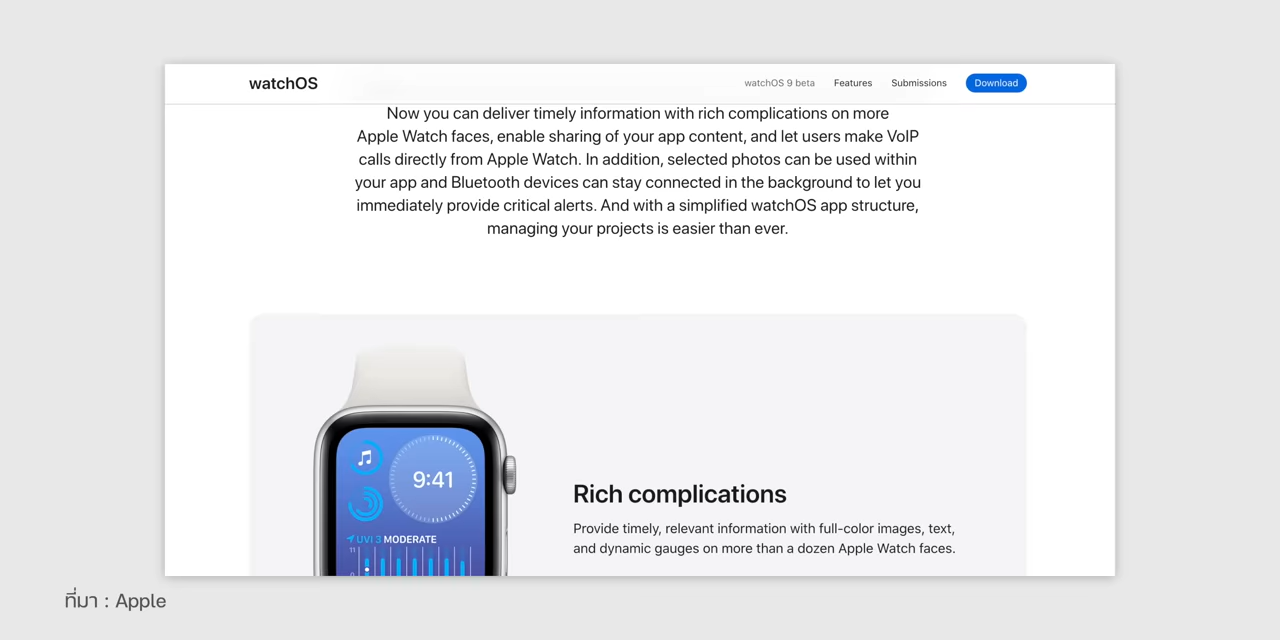 watchOS
watchOS 9 beta Features Submissions Download
Now you can deliver timely information with rich complications on more
Apple Watch faces, enable sharing of your app content, and let users make VoIP
calls directly from Apple Watch. In addition, selected photos can be used within
your app and Bluetooth devices can stay connected in the background to let you
immediately provide critical alerts. And with a simplified watchOS app structure,
managing your projects is easier than ever.
9:41
UVI 3 MODERATE
11
Rich complications
Provide timely, relevant information with full-color images, text,
and dynamic gauges on more than a dozen Apple Watch faces.
ที่มา : Apple